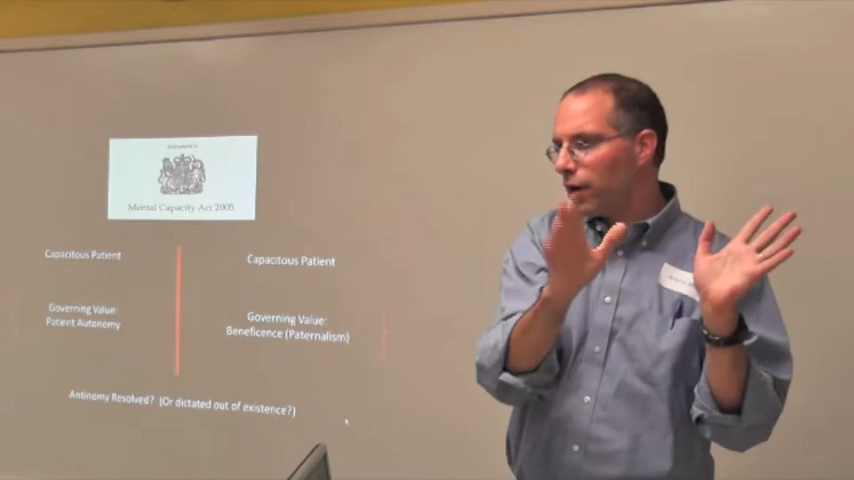 Mental Capacity Act 2005
Capacitous Patient
Capacitous Patient
Governing Value:
Patient Autonomy
Governing Value:
Beneficence (Paternalism)
Antinomy Resolved? (Or dictated out of existence?)